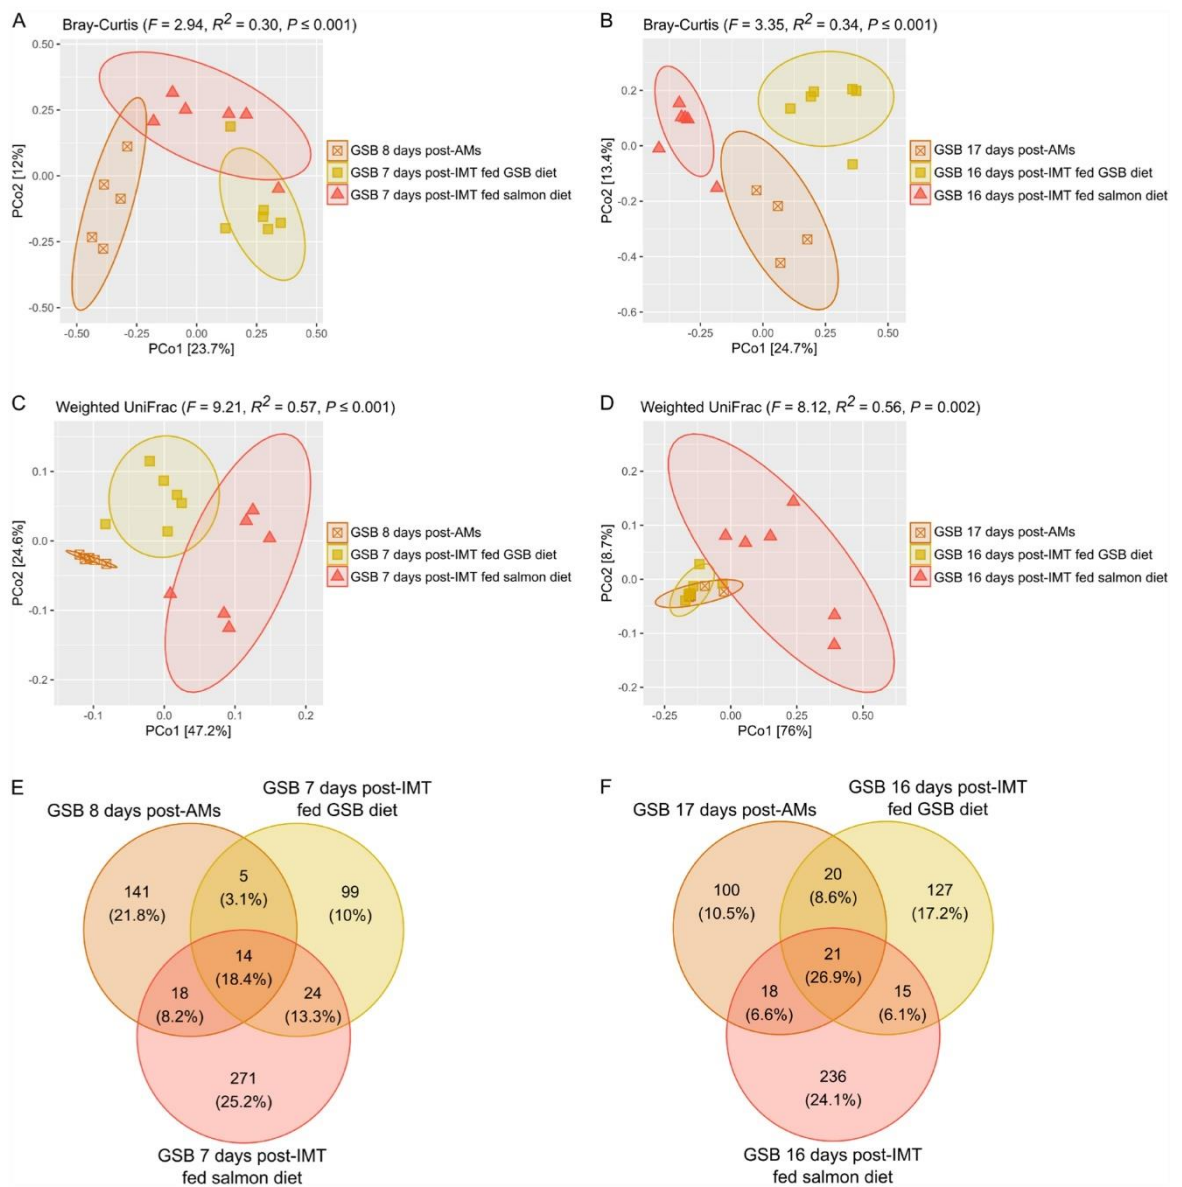 A
Bray-Curtis (F = 2.94, R² = 0.30, P ≤ 0.001)
0.50
0.25
0.00
-0.25
-0.50
PCo2 [12%]
-0.50 -0.25 0.00 0.25 0.50
PCo1 [23.7%]
GSB 8 days post-AMs
GSB 7 days post-IMT fed GSB diet
GSB 7 days post-IMT fed salmon diet
B
Bray-Curtis (F = 3.35, R² = 0.34, P ≤ 0.001)
0.2
0.0
-0.2
-0.4
-0.6
PCo2 [13.4%]
-0.25 0.00 0.25 0.50
PCo1 [24.7%]
GSB 17 days post-AMs
GSB 16 days post-IMT fed GSB diet
GSB 16 days post-IMT fed salmon diet
C
Weighted UniFrac (F = 9.21, R² = 0.57, P ≤ 0.001)
0.1
0.0
-0.1
-0.2
PCo2 [24.6%]
-0.1 0.0 0.1 0.2
PCo1 [47.2%]
GSB 8 days post-AMs
GSB 7 days post-IMT fed GSB diet
GSB 7 days post-IMT fed salmon diet
D
Weighted UniFrac (F = 8.12, R² = 0.56, P = 0.002)
0.2
0.1
0.0
-0.1
-0.2
PCo2 [8.7%]
-0.25 0.00 0.25 0.50
PCo1 [76%]
GSB 17 days post-AMs
GSB 16 days post-IMT fed GSB diet
GSB 16 days post-IMT fed salmon diet
E
GSB 8 days post-AMs
GSB 7 days post-IMT
fed GSB diet
141
(21.8%)
5
(3.1%)
99
(10%)
14
(18.4%)
18
(8.2%)
24
(13.3%)
271
(25.2%)
GSB 7 days post-IMT
fed salmon diet
F
GSB 17 days post-AMs
GSB 16 days post-IMT
fed GSB diet
100
(10.5%)
20
(8.6%)
127
(17.2%)
21
(26.9%)
18
(6.6%)
15
(6.1%)
236
(24.1%)
GSB 16 days post-IMT
fed salmon diet